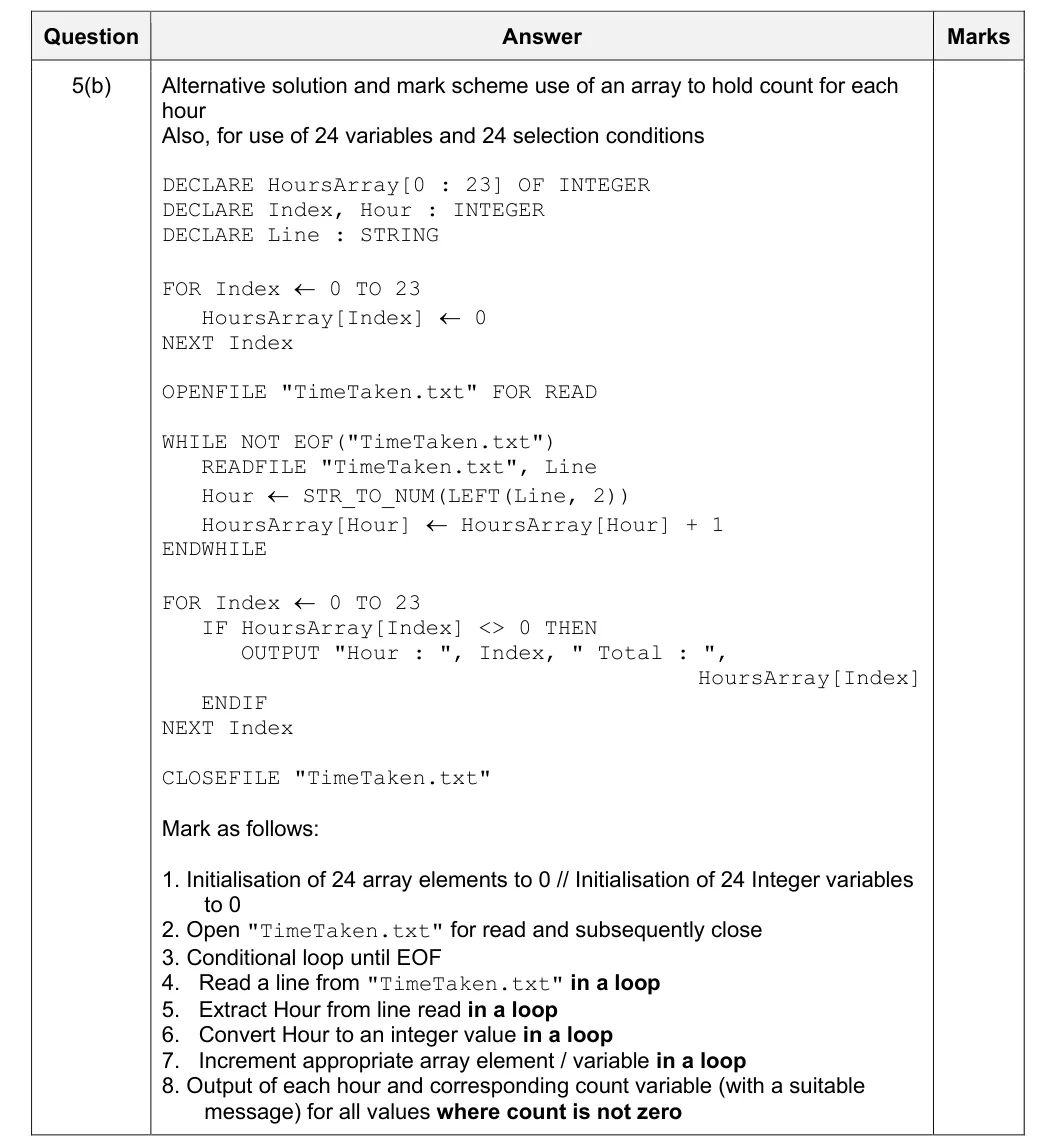 Question Answer Marks
5(b) Alternative solution and mark scheme use of an array to hold count for each
hour
Also, for use of 24 variables and 24 selection conditions
DECLARE HoursArray[0 : 23] OF INTEGER
DECLARE Index, Hour : INTEGER
DECLARE Line : STRING
FOR Index ← 0 TO 23
HoursArray[Index] ← 0
NEXT Index
OPENFILE "TimeTaken.txt" FOR READ
WHILE NOT EOF("TimeTaken.txt")
READFILE "TimeTaken.txt", Line
Hour ← STR_TO_NUM(LEFT(Line, 2))
HoursArray[Hour] ← HoursArray[Hour] + 1
ENDWHILE
FOR Index ← 0 TO 23
IF HoursArray[Index] <> 0 THEN
OUTPUT "Hour : ", Index, " Total : ",
HoursArray[Index]
ENDIF
NEXT Index
CLOSEFILE "TimeTaken.txt"
Mark as follows:
1. Initialisation of 24 array elements to 0 // Initialisation of 24 Integer variables
to 0
2. Open "TimeTaken.txt" for read and subsequently close
3. Conditional loop until EOF
4. Read a line from "TimeTaken.txt" in a loop
5. Extract Hour from line read in a loop
6. Convert Hour to an integer value in a loop
7. Increment appropriate array element / variable in a loop
8. Output of each hour and corresponding count variable (with a suitable
message) for all values where count is not zero